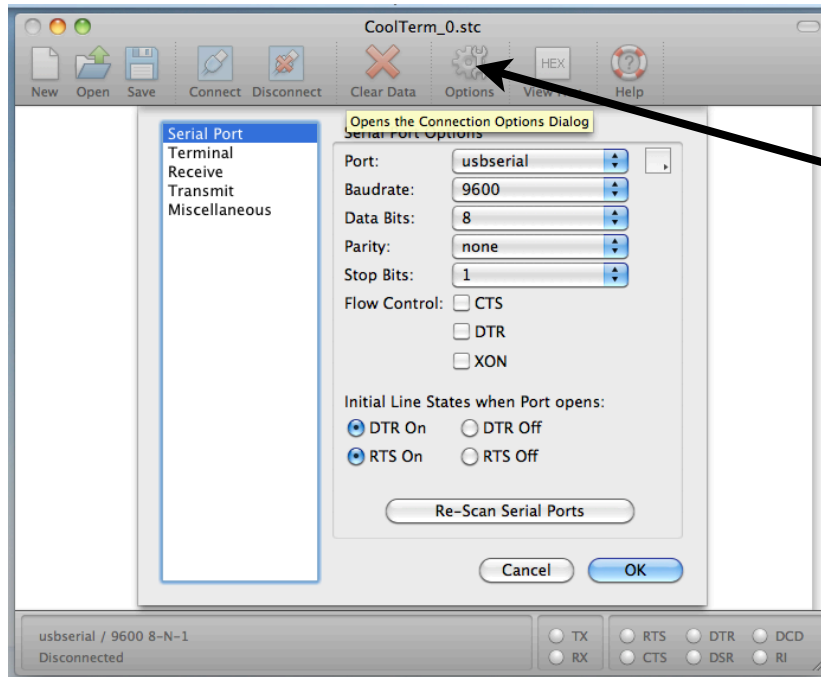 CoolTerm_0.stc
New Open Save Connect Disconnect Clear Data Options View Help
HEX
?
Opens the Connection Options Dialog
Serial Port
Terminal
Receive
Transmit
Miscellaneous
Serial Port Options
Port: usbserial
Baudrate: 9600
Data Bits: 8
Parity: none
Stop Bits: 1
Flow Control: CTS
DTR
XON
Initial Line States when Port opens:
DTR On DTR Off
RTS On RTS Off
Re-Scan Serial Ports
Cancel OK
usbserial / 9600 8-N-1
Disconnected
TX RTS DTR DCD
RX CTS DSR RI